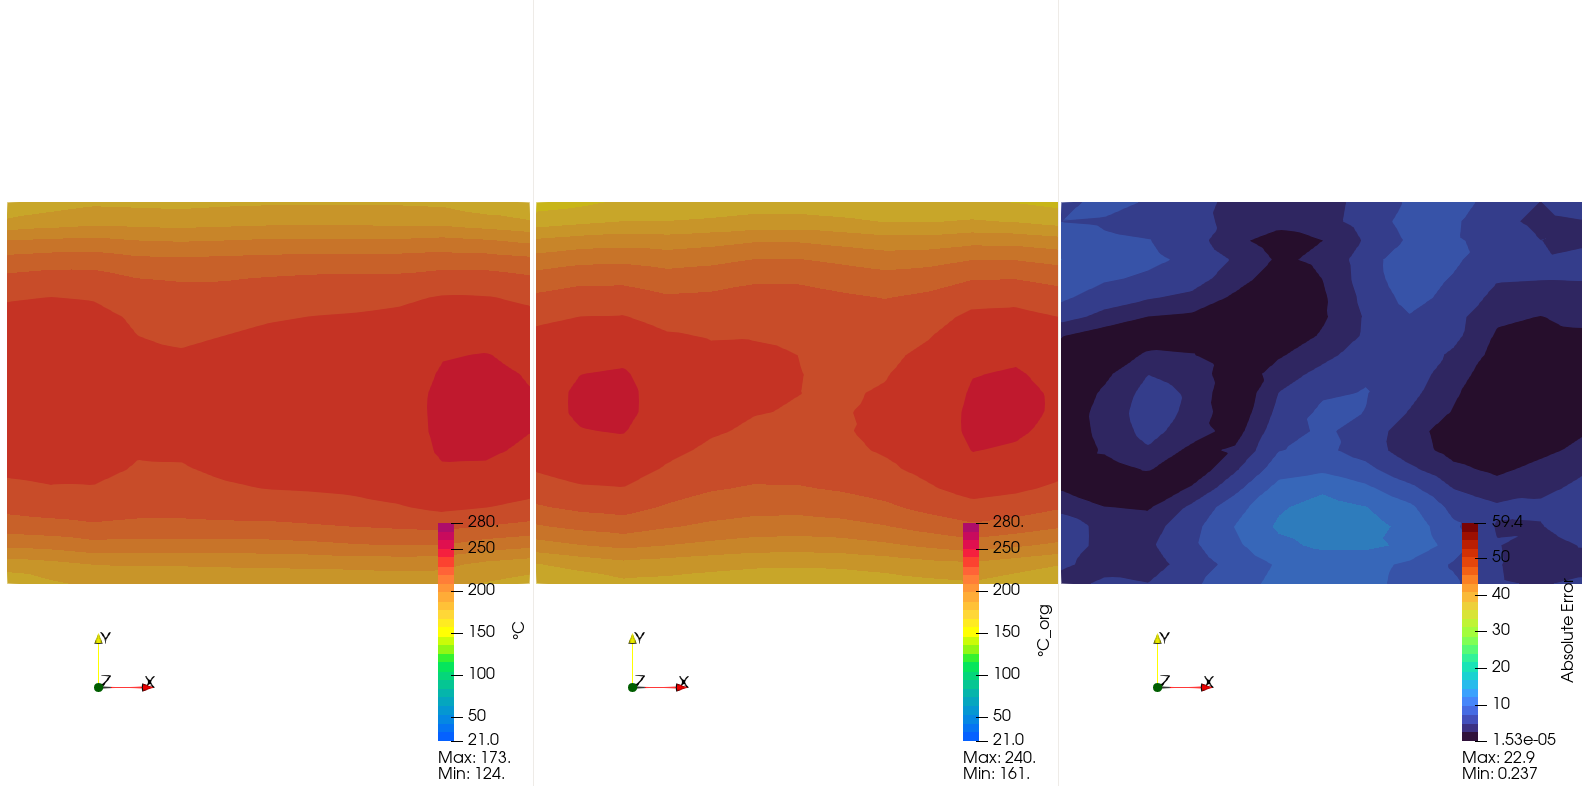 280.
250
200
150
100
50
21.0
°C
Max: 173.
Min: 124.
Y
Z
X
280.
250
200
150
100
50
21.0
°C_org
Max: 240.
Min: 161.
Y
Z
X
59.4
50
40
30
20
10
1.53e-05
Absolute Error
Max: 22.9
Min: 0.237
Y
Z
X